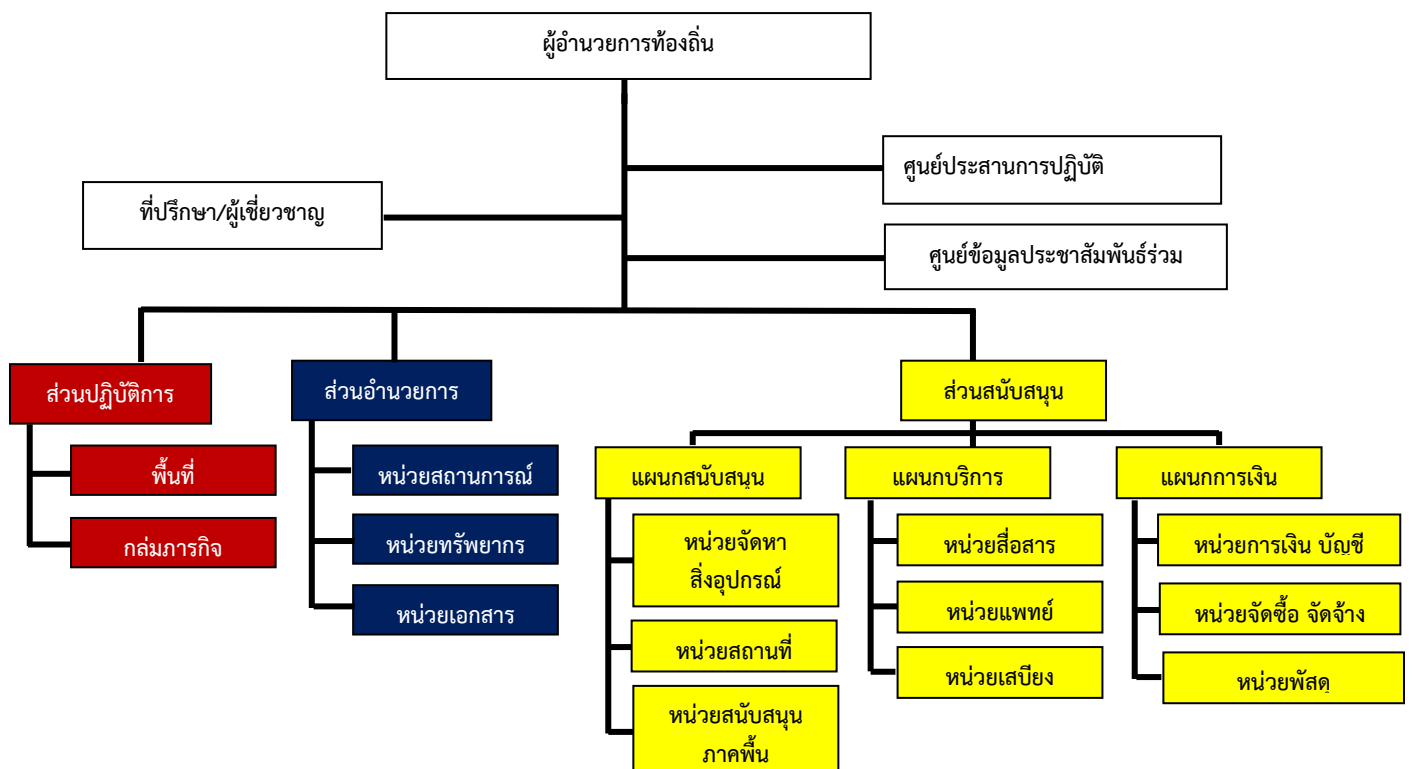 ผู้อำนวยการท้องถิ่น
ศูนย์ประสานการปฏิบัติ
ที่ปรึกษา/ผู้เชี่ยวชาญ
ศูนย์ข้อมูลประชาสัมพันธ์ร่วม
ส่วนปฏิบัติการ
พื้นที่
กลุ่มภารกิจ
ส่วนอำนวยการ
หน่วยสถานการณ์
หน่วยทรัพยากร
หน่วยเอกสาร
ส่วนสนับสนุน
แผนกสนับสนุน
หน่วยจัดหา
สิ่งอุปกรณ์
หน่วยสถานที่
หน่วยสนับสนุน
ภาคพื้น
แผนกบริการ
หน่วยสื่อสาร
หน่วยแพทย์
หน่วยเสบียง
แผนกการเงิน
หน่วยการเงิน บัญชี
หน่วยจัดซื้อ จัดจ้าง
หน่วยพัสดุ